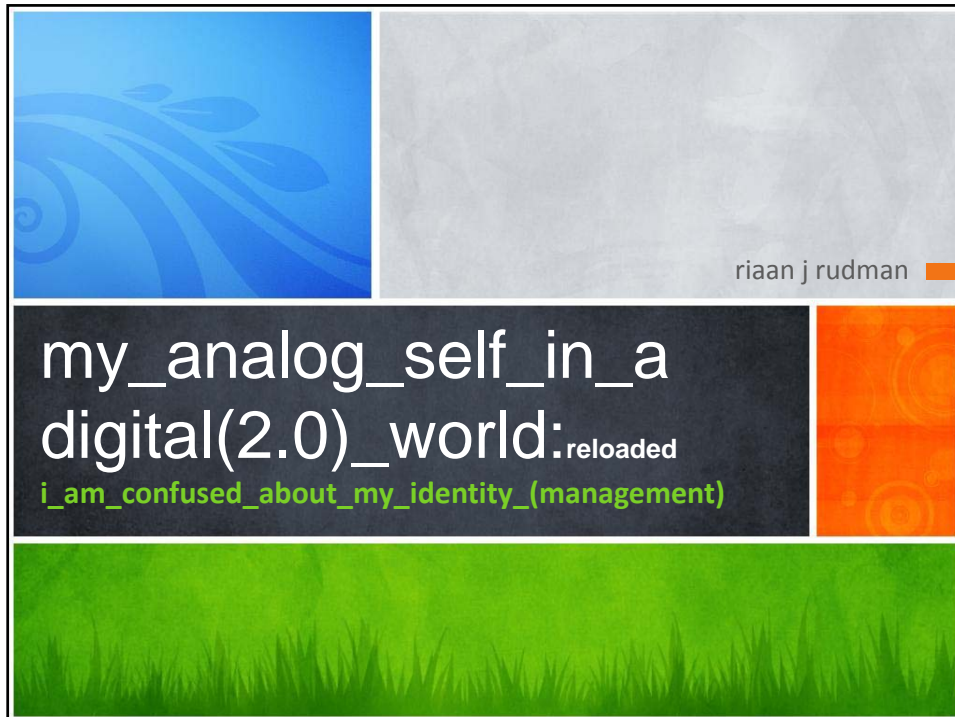 riaan j rudman
my_analog_self_in_a
digital(2.0)_world:reloaded
i_am_confused_about_my_identity_(management)